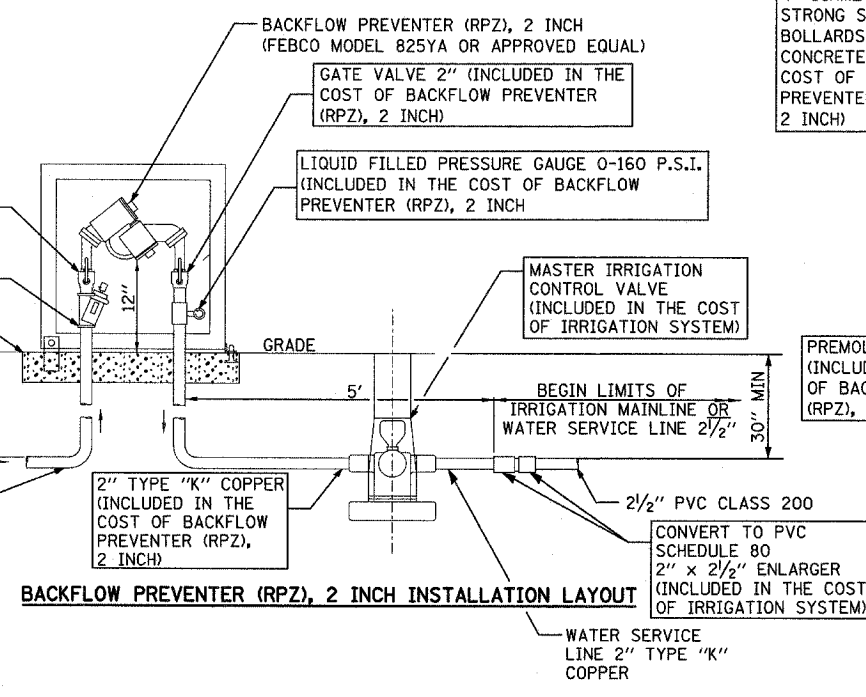 BACKFLOW PREVENTER (RPZ), 2 INCH
(FEBCO MODEL 825YA OR APPROVED EQUAL)
GATE VALVE 2" (INCLUDED IN THE
COST OF BACKFLOW PREVENTER
(RPZ), 2 INCH)
STRONG
BOLLARDS
CONCRETE
COST OF
2 INCH)
LIQUID FILLED PRESSURE GAUGE 0-160 P.S.I.
(INCLUDED IN THE COST OF BACKFLOW
PREVENTER (RPZ), 2 INCH
12"
MASTER IRRIGATION
CONTROL VALVE
(INCLUDED IN THE COST
OF IRRIGATION SYSTEM)
GRADE
5'
BEGIN LIMITS OF
IRRIGATION MAINLINE OR
WATER SERVICE LINE 2½"
30" MIN
(RPZ),
2" TYPE "K" COPPER
(INCLUDED IN THE
COST OF BACKFLOW
PREVENTER (RPZ),
2 INCH)
2½" PVC CLASS 200
CONVERT TO PVC
SCHEDULE 80
2" x 2½" ENLARGER
(INCLUDED IN THE COST
OF IRRIGATION SYSTEM)
BACKFLOW PREVENTER (RPZ), 2 INCH INSTALLATION LAYOUT
WATER SERVICE
LINE 2" TYPE "K"
COPPER